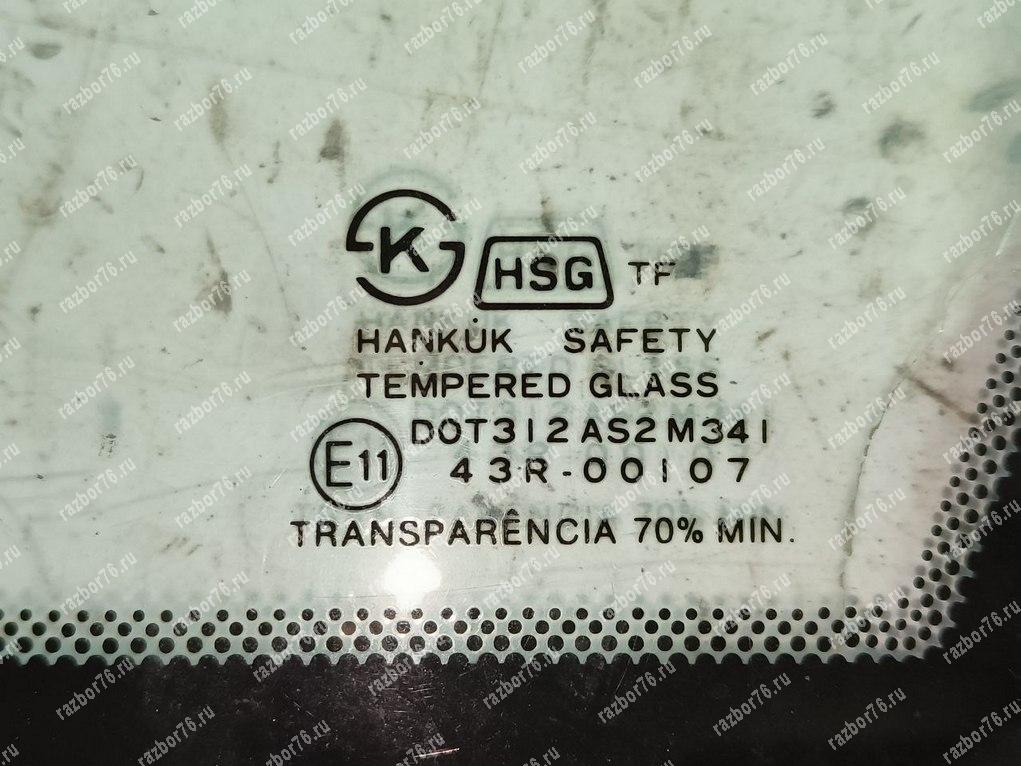 K HSG TF
HANKUK SAFETY
TEMPERED GLASS
DOT312 AS2 M341
E11 43R-00107
TRANSPARÊNCIA 70% MIN.
razbor76.ru